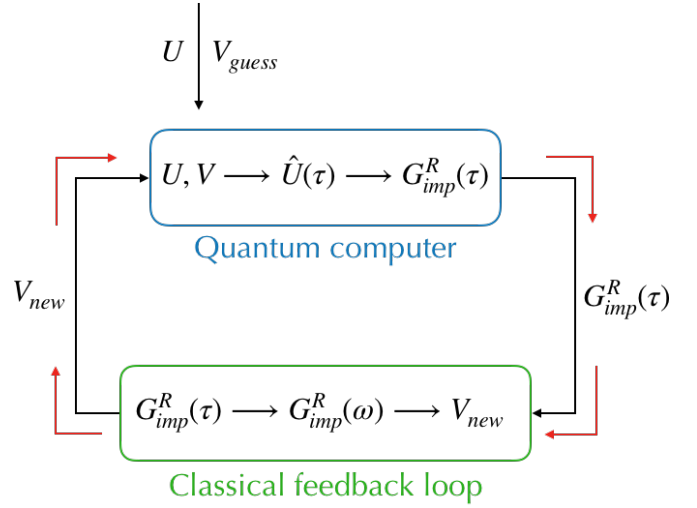 U V_guess
U, V ⟶ Û(τ) ⟶ G^R_imp(τ)
Quantum computer
V_new
G^R_imp(τ)
G^R_imp(τ) ⟶ G^R_imp(ω) ⟶ V_new
Classical feedback loop